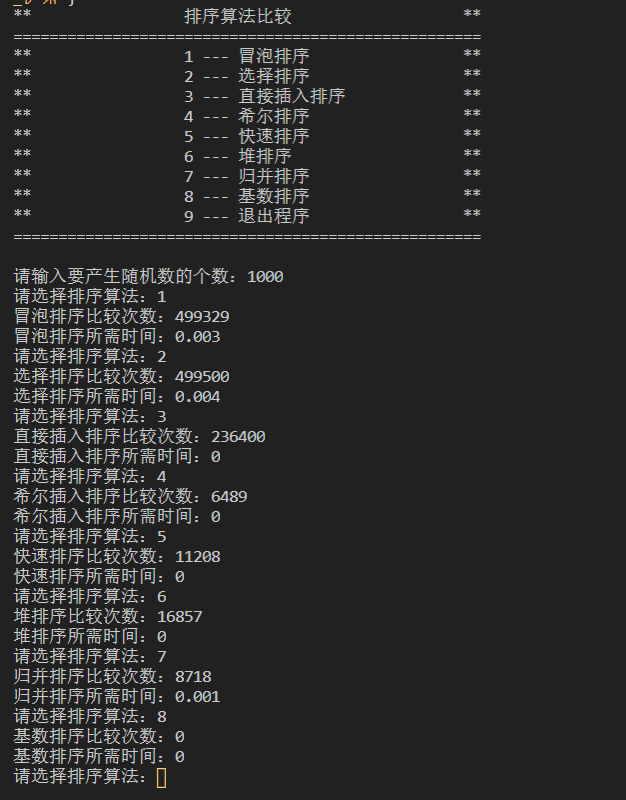 ** 排序算法比较 **
====================================================
** 1 --- 冒泡排序 **
** 2 --- 选择排序 **
** 3 --- 直接插入排序 **
** 4 --- 希尔排序 **
** 5 --- 快速排序 **
** 6 --- 堆排序 **
** 7 --- 归并排序 **
** 8 --- 基数排序 **
** 9 --- 退出程序 **
====================================================
请输入要产生随机数的个数：1000
请选择排序算法：1
冒泡排序比较次数：499329
冒泡排序所需时间：0.003
请选择排序算法：2
选择排序比较次数：499500
选择排序所需时间：0.004
请选择排序算法：3
直接插入排序比较次数：236400
直接插入排序所需时间：0
请选择排序算法：4
希尔插入排序比较次数：6489
希尔插入排序所需时间：0
请选择排序算法：5
快速排序比较次数：11208
快速排序所需时间：0
请选择排序算法：6
堆排序比较次数：16857
堆排序所需时间：0
请选择排序算法：7
归并排序比较次数：8718
归并排序所需时间：0.001
请选择排序算法：8
基数排序比较次数：0
基数排序所需时间：0
请选择排序算法：